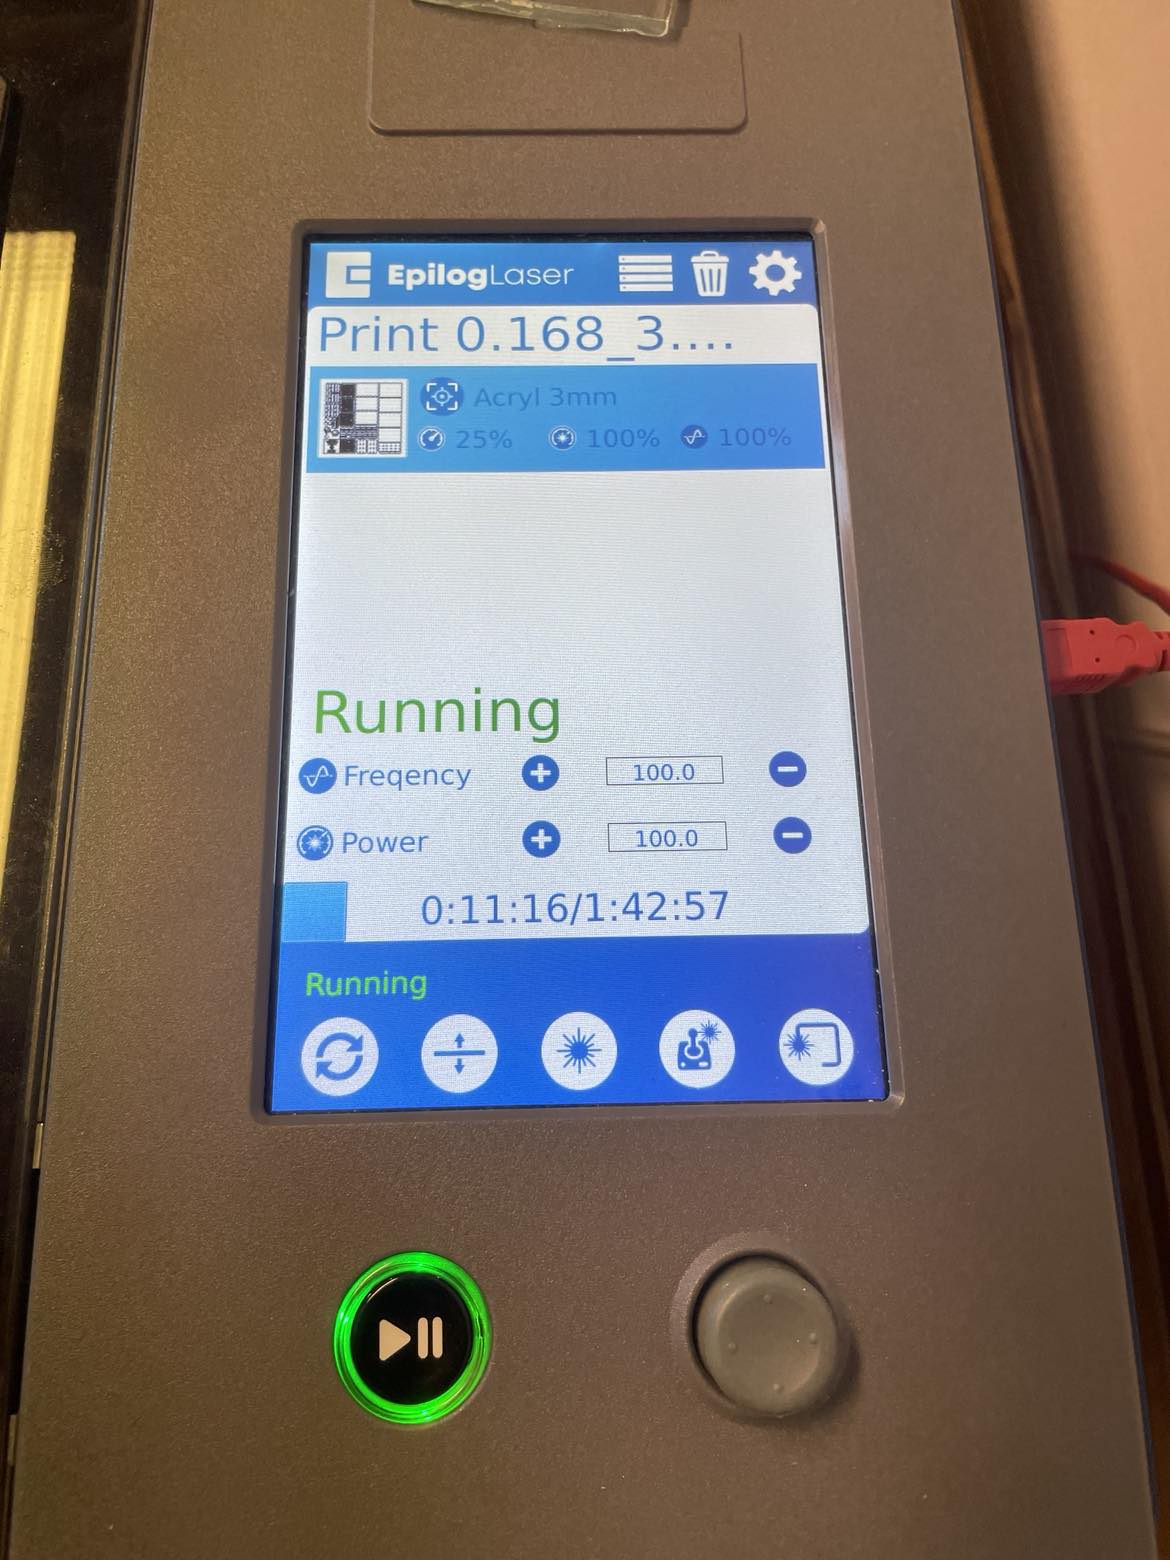 EpilogLaser
Print 0.168_3....
Acryl 3mm
25% 100% 100%
Running
Freqency 100.0
Power 100.0
0:11:16/1:42:57
Running